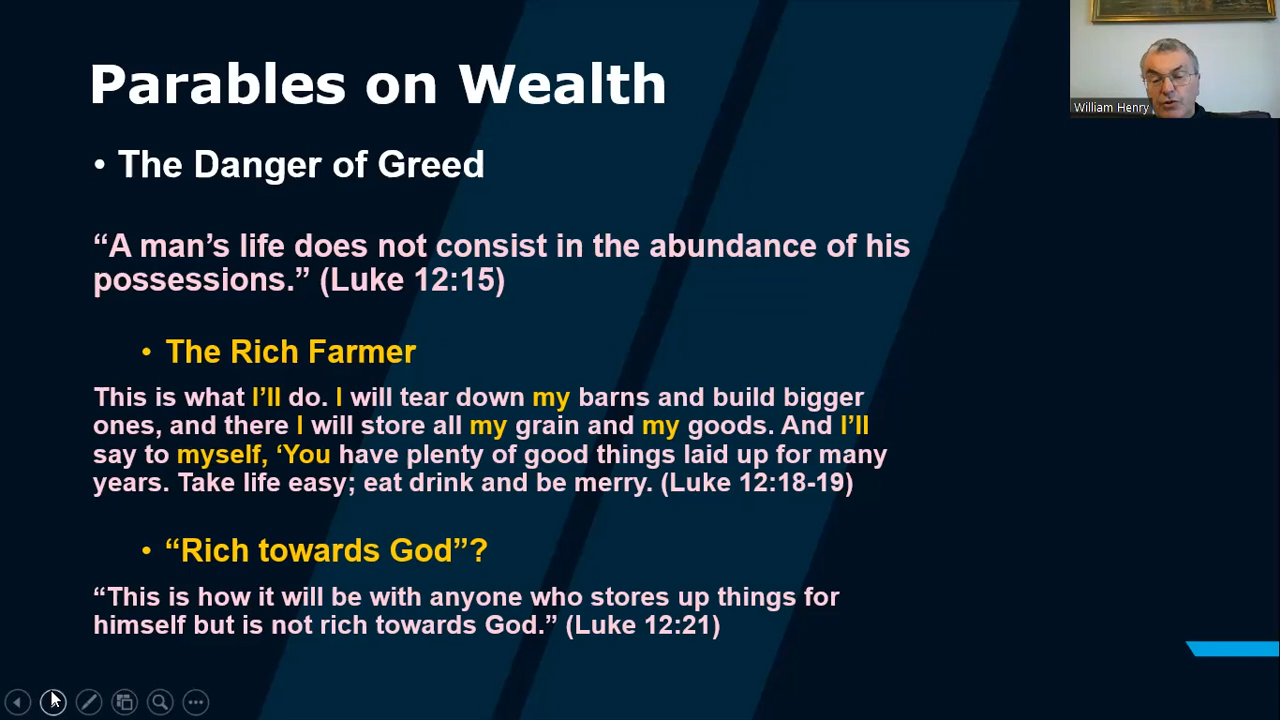 Parables on Wealth
William Henry
• The Danger of Greed
“A man’s life does not consist in the abundance of his
possessions.” (Luke 12:15)
• The Rich Farmer
This is what I’ll do. I will tear down my barns and build bigger
ones, and there I will store all my grain and my goods. And I’ll
say to myself, ‘You have plenty of good things laid up for many
years. Take life easy; eat drink and be merry. (Luke 12:18-19)
• “Rich towards God”?
“This is how it will be with anyone who stores up things for
himself but is not rich towards God.” (Luke 12:21)